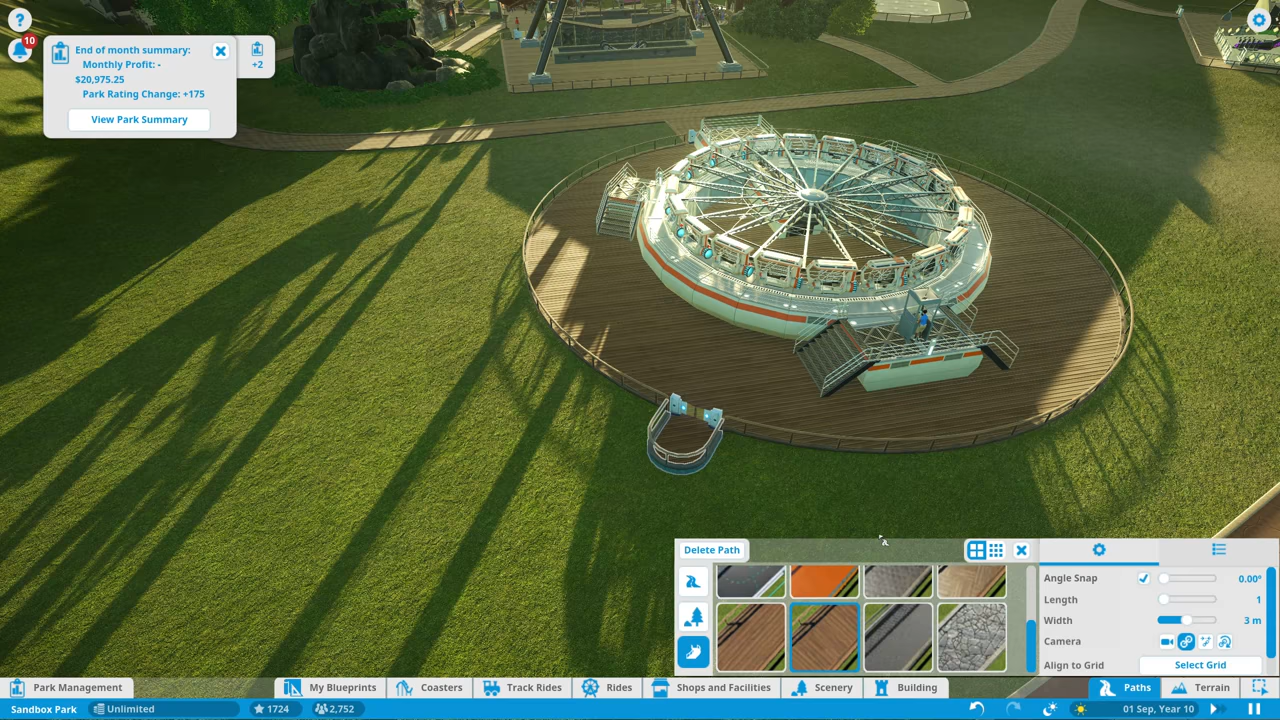 ?
10
End of month summary:
Monthly Profit: -
$20,975.25
Park Rating Change: +175
View Park Summary
+2
Delete Path
Angle Snap
0.00°
Length
1
Width
3 m
Camera
Align to Grid
Select Grid
Park Management
My Blueprints
Coasters
Track Rides
Rides
Shops and Facilities
Scenery
Building
Paths
Terrain
Sandbox Park
Unlimited
1724
2,752
01 Sep, Year 10